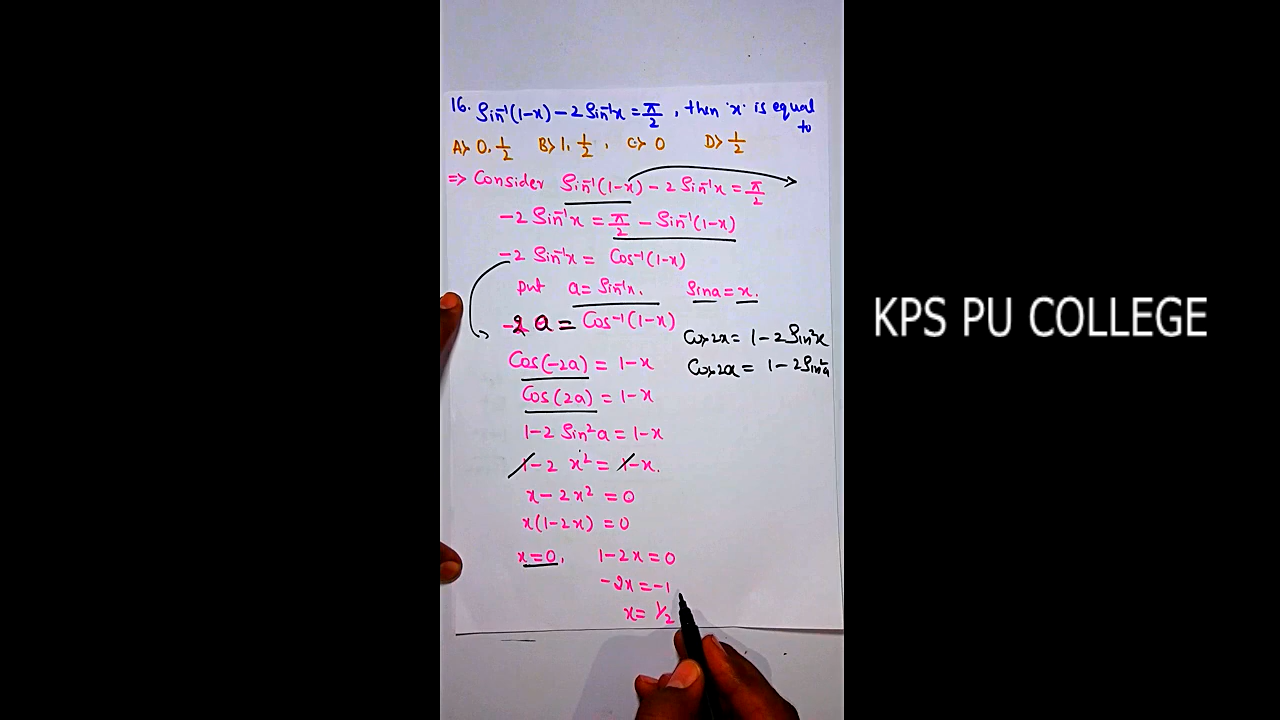 16. Sin⁻¹(1-x) - 2 Sin⁻¹x = π/2, then 'x' is equal to
A> 0, 1/2 B> 1, 1/2, C> 0 D> 1/2
=> Consider Sin⁻¹(1-x) - 2 Sin⁻¹x = π/2
-2 Sin⁻¹x = π/2 - Sin⁻¹(1-x)
-2 Sin⁻¹x = Cos⁻¹(1-x)
put a = Sin⁻¹x. Sina = x.
-2a = Cos⁻¹(1-x)
Cos2x = 1-2Sin²x
Cos(-2a) = 1-x
Cos2a = 1-2Sin²a
Cos(2a) = 1-x
1-2 Sin²a = 1-x
1-2 x² = 1-x.
x-2x² = 0
x(1-2x) = 0
x=0, 1-2x = 0
-2x = -1
x = 1/2
KPS PU COLLEGE